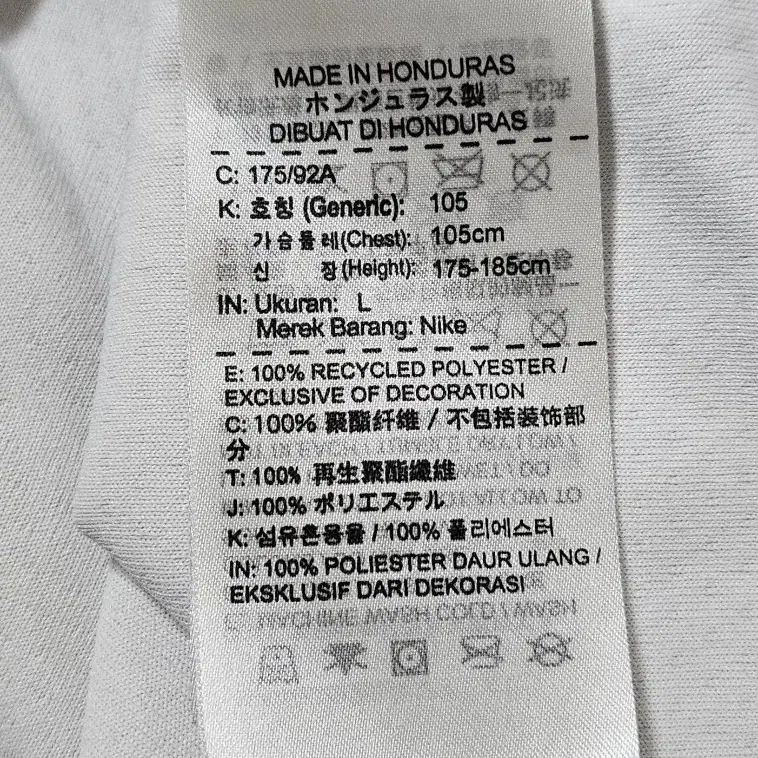 MADE IN HONDURAS
ホンジュラス製
DIBUAT DI HONDURAS
C: 175/92A
K: 호칭 (Generic): 105
가슴둘레(Chest): 105cm
신 장(Height): 175-185cm
IN: Ukuran: L
Merek Barang: Nike
E: 100% RECYCLED POLYESTER /
EXCLUSIVE OF DECORATION
C: 100% 聚酯纤维 / 不包括装饰部
分
T: 100% 再生聚酯纖維
J: 100% ポリエステル
K: 섬유혼용율 / 100% 폴리에스터
IN: 100% POLIESTER DAUR ULANG /
EKSKLUSIF DARI DEKORASI